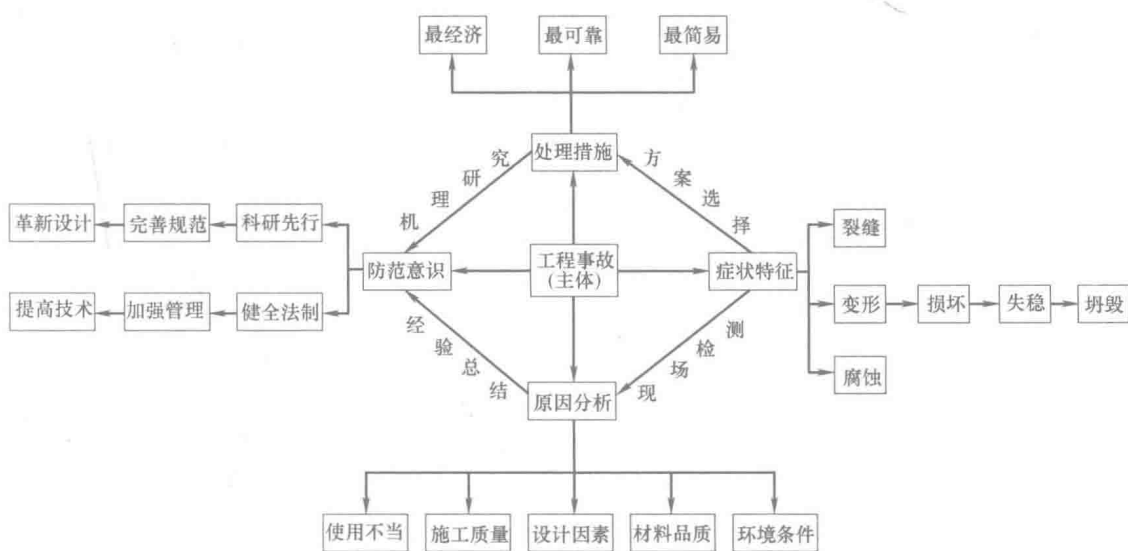 最经济
最可靠
最简易
处理措施
机理研究
方案选择
革新设计
完善规范
科研先行
裂缝
防范意识
工程事故
(主体)
症状特征
提高技术
加强管理
健全法制
变形
损坏
失稳
坍毁
经验总结
现场检测
腐蚀
原因分析
使用不当
施工质量
设计因素
材料品质
环境条件